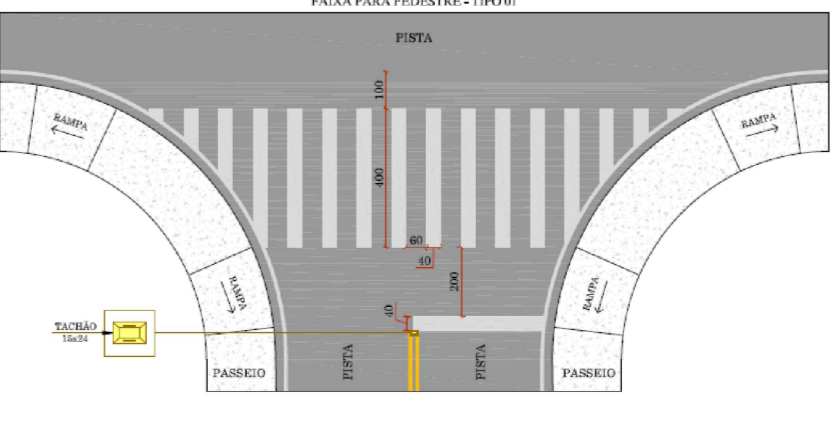 FAIXA PARA PEDESTRE - TIPO 01
PISTA
100
RAMPA
RAMPA
400
60
40
200
RAMPA
RAMPA
40
TACHÃO
15x24
PISTA
PISTA
PASSEIO
PASSEIO